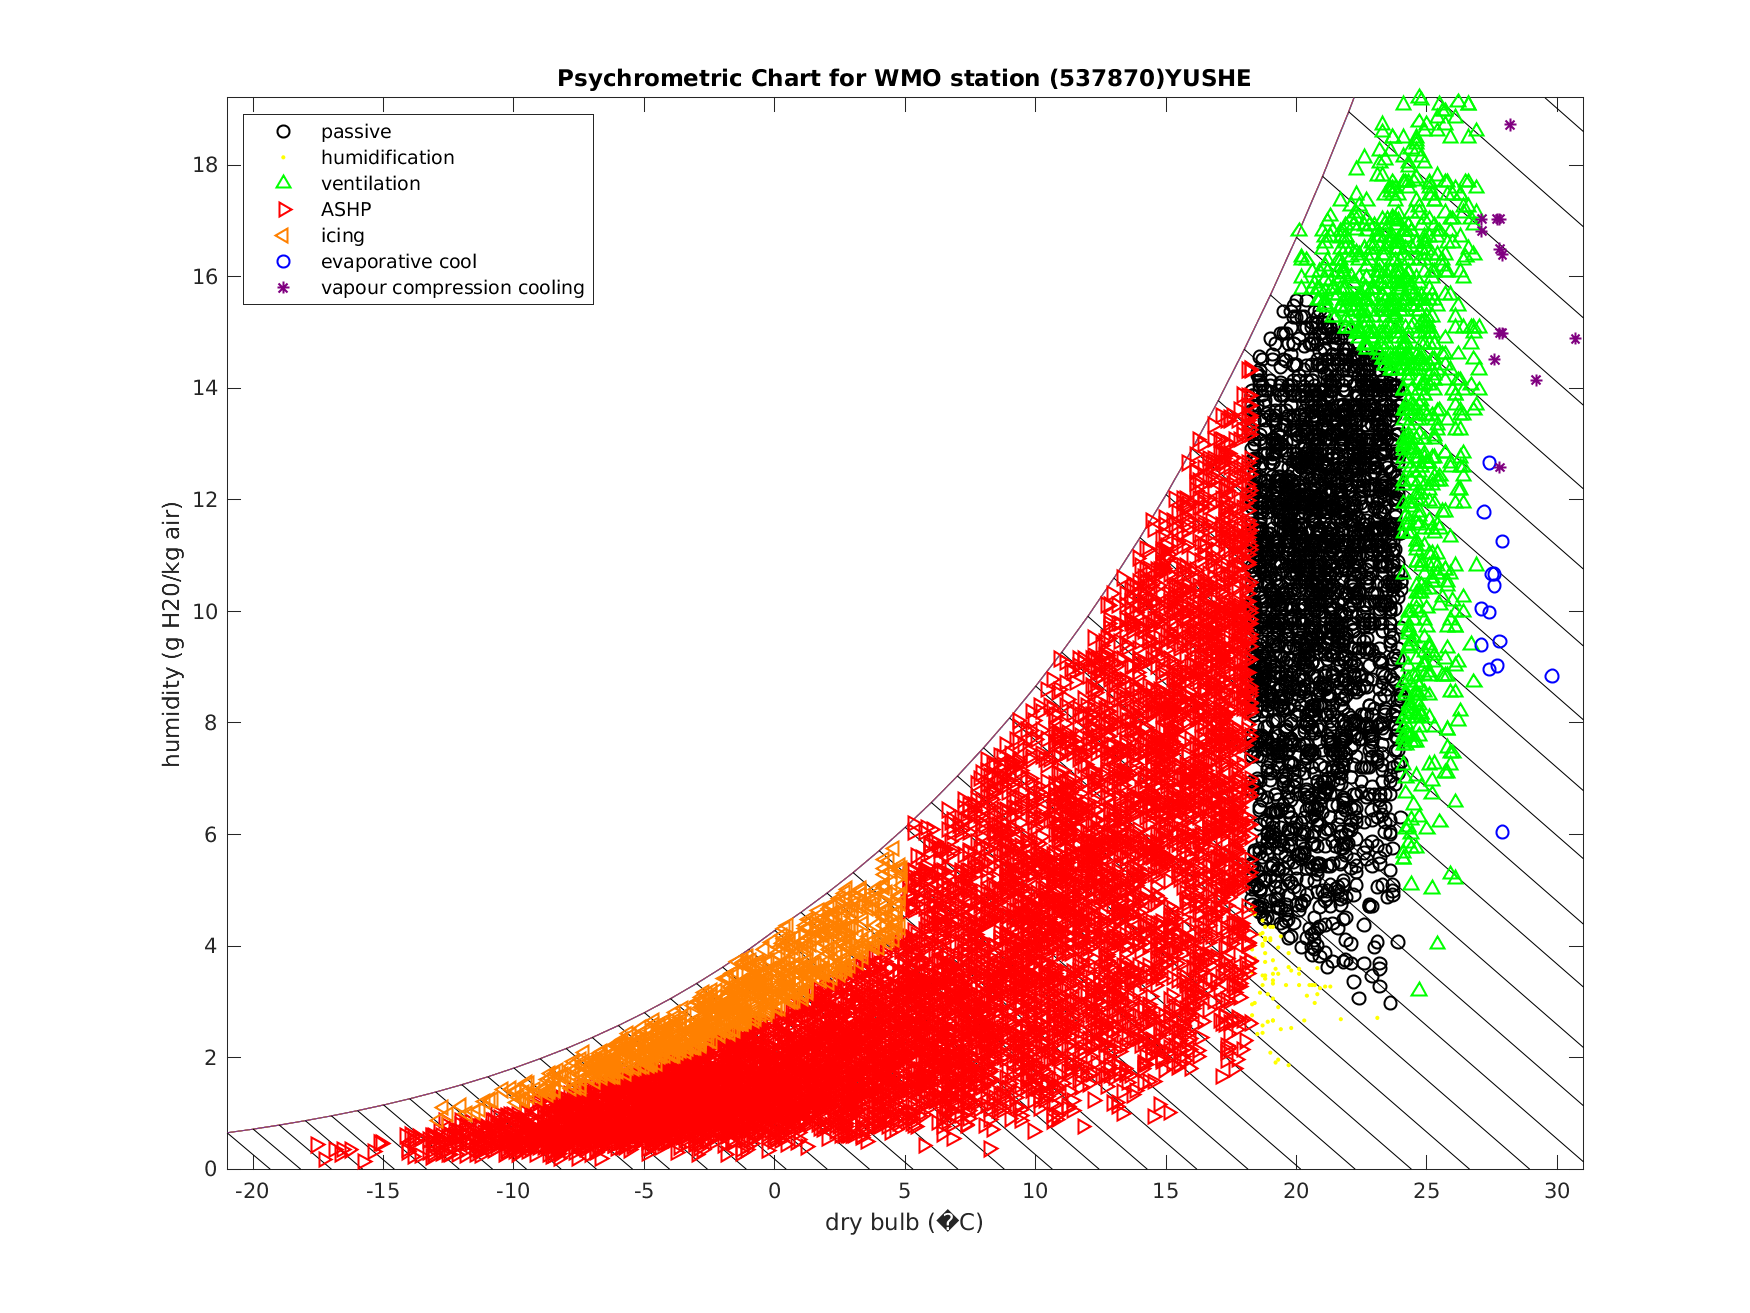 Psychrometric Chart for WMO station (537870)YUSHE
passive
humidification
ventilation
ASHP
icing
evaporative cool
vapour compression cooling
humidity (g H20/kg air)
18
16
14
12
10
8
6
4
2
0
-20 -15 -10 -5 0 5 10 15 20 25 30
dry bulb (�C)